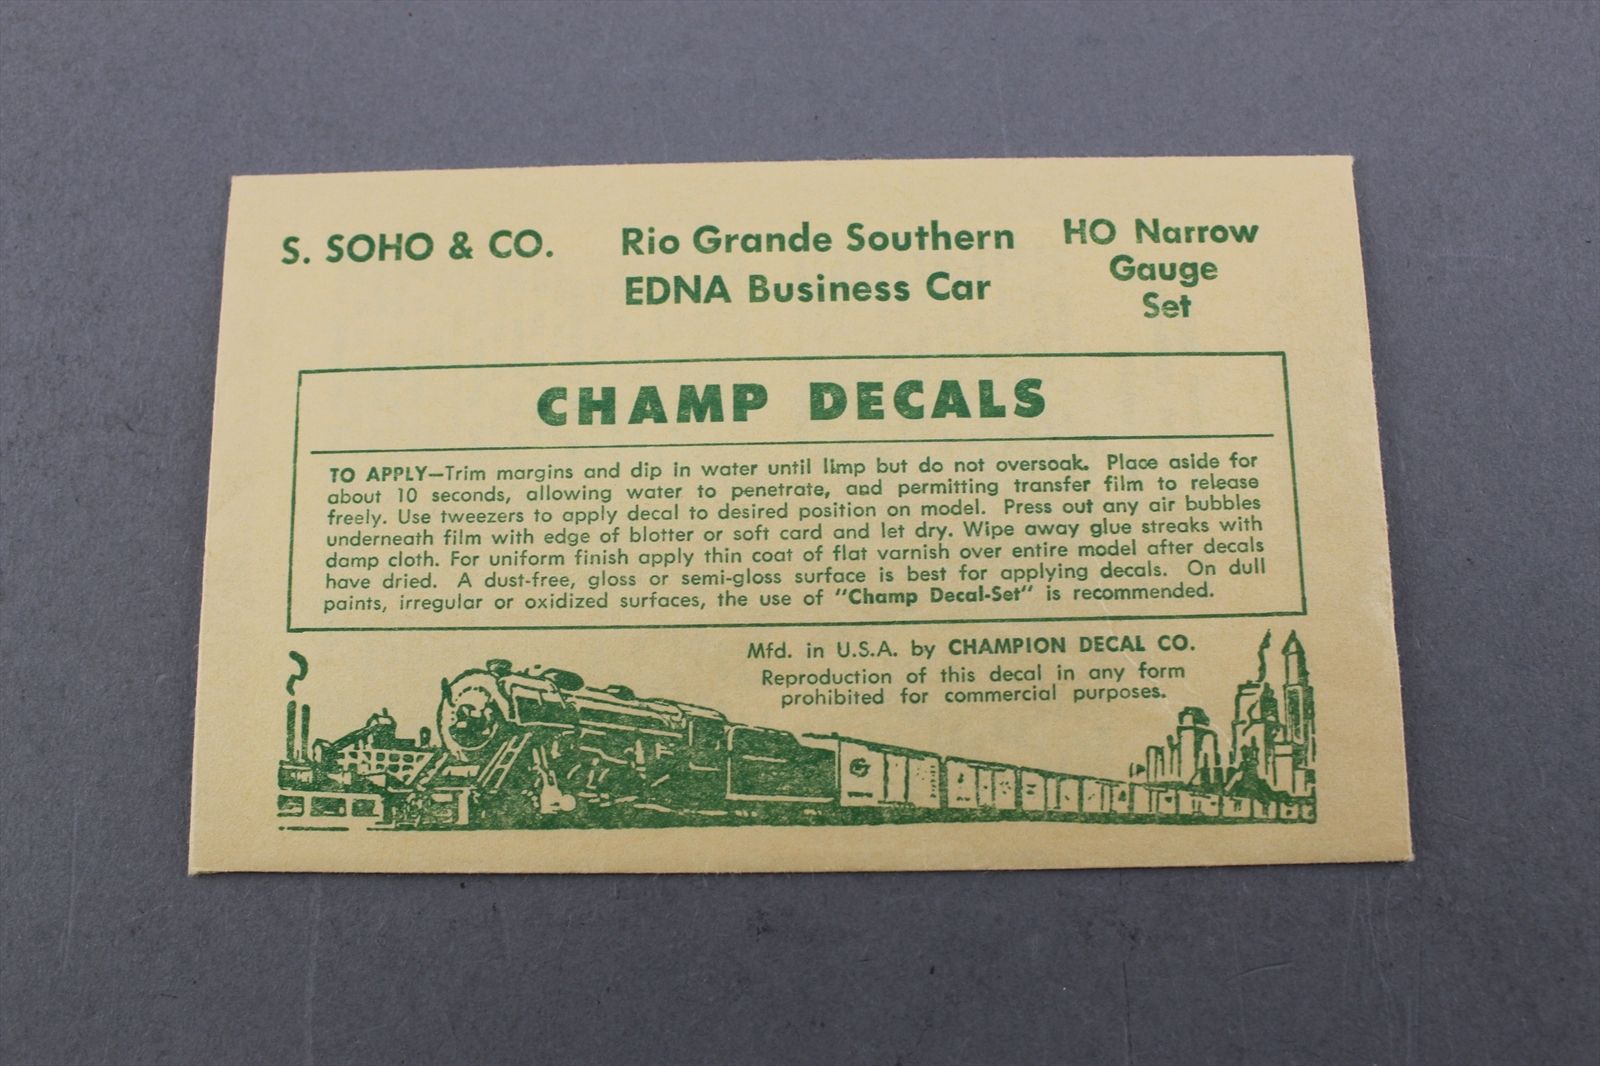 S. SOHO & CO.
Rio Grande Southern
EDNA Business Car
HO Narrow
Gauge
Set
CHAMP DECALS
TO APPLY—Trim margins and dip in water until limp but do not oversoak. Place aside for
about 10 seconds, allowing water to penetrate, and permitting transfer film to release
freely. Use tweezers to apply decal to desired position on model. Press out any air bubbles
underneath film with edge of blotter or soft card and let dry. Wipe away glue streaks with
damp cloth. For uniform finish apply thin coat of flat varnish over entire model after decals
have dried. A dust-free, gloss or semi-gloss surface is best for applying decals. On dull
paints, irregular or oxidized surfaces, the use of "Champ Decal-Set" is recommended.
Mfd. in U.S.A. by CHAMPION DECAL CO.
Reproduction of this decal in any form
prohibited for commercial purposes.